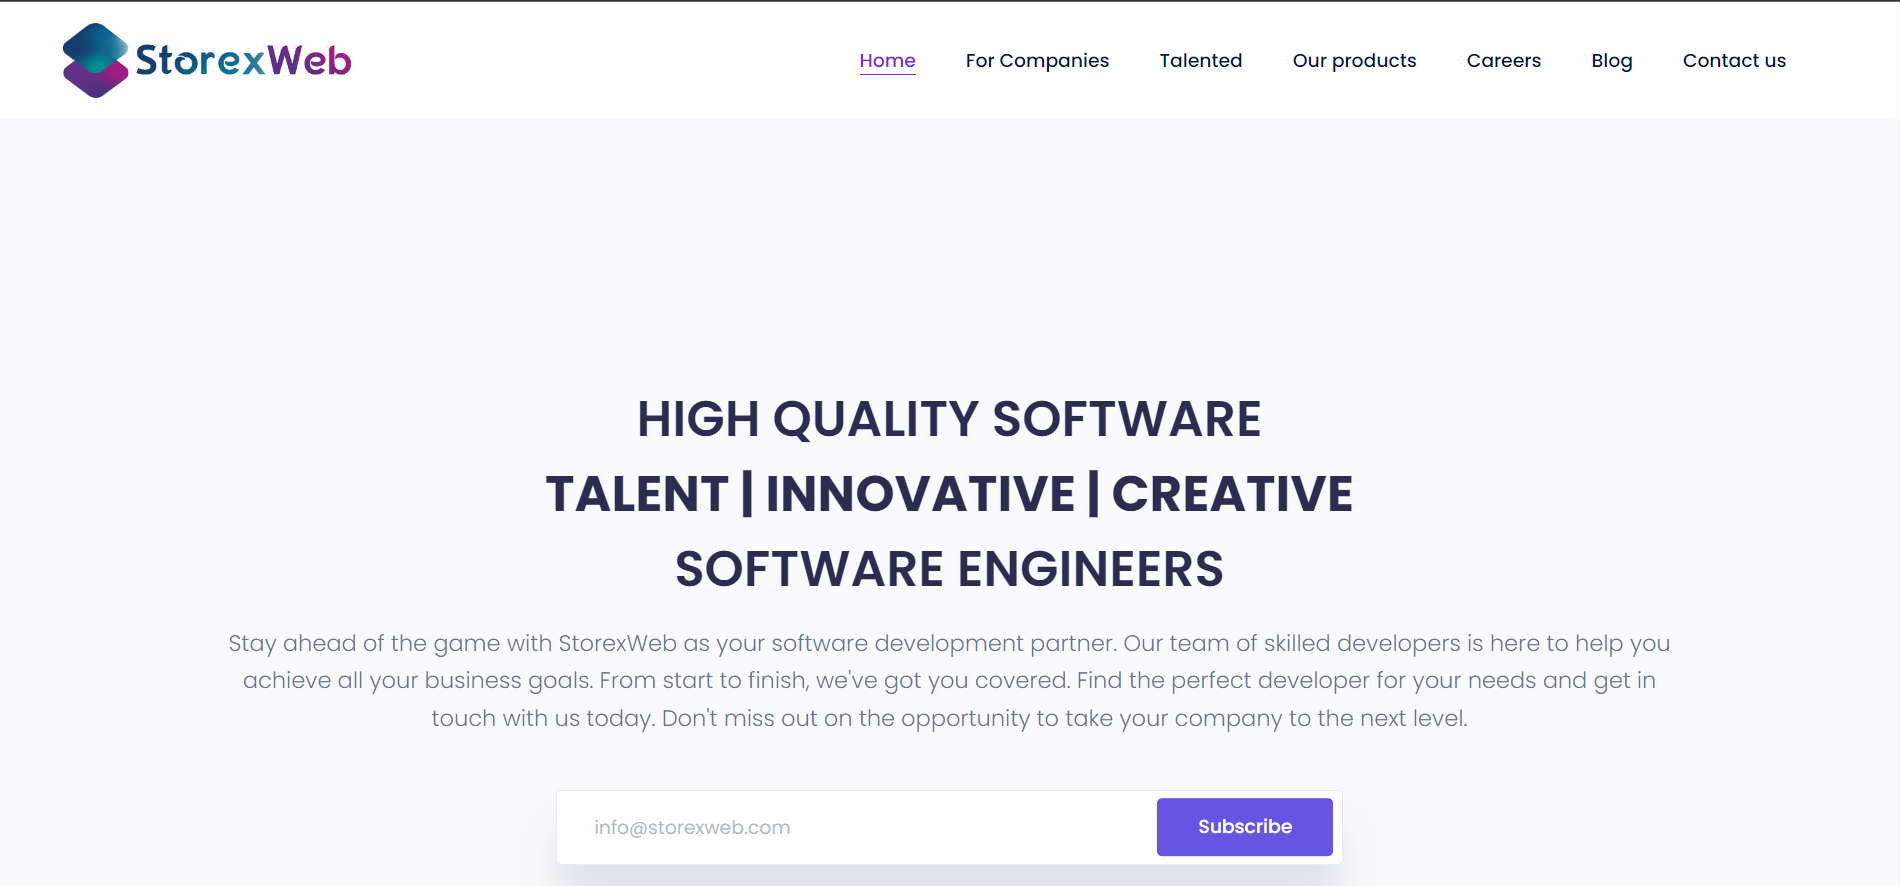 StorexWeb
Home For Companies Talented Our products Careers Blog Contact us
HIGH QUALITY SOFTWARE
TALENT | INNOVATIVE | CREATIVE
SOFTWARE ENGINEERS
Stay ahead of the game with StorexWeb as your software development partner. Our team of skilled developers is here to help you
achieve all your business goals. From start to finish, we've got you covered. Find the perfect developer for your needs and get in
touch with us today. Don't miss out on the opportunity to take your company to the next level.
info@storexweb.com Subscribe